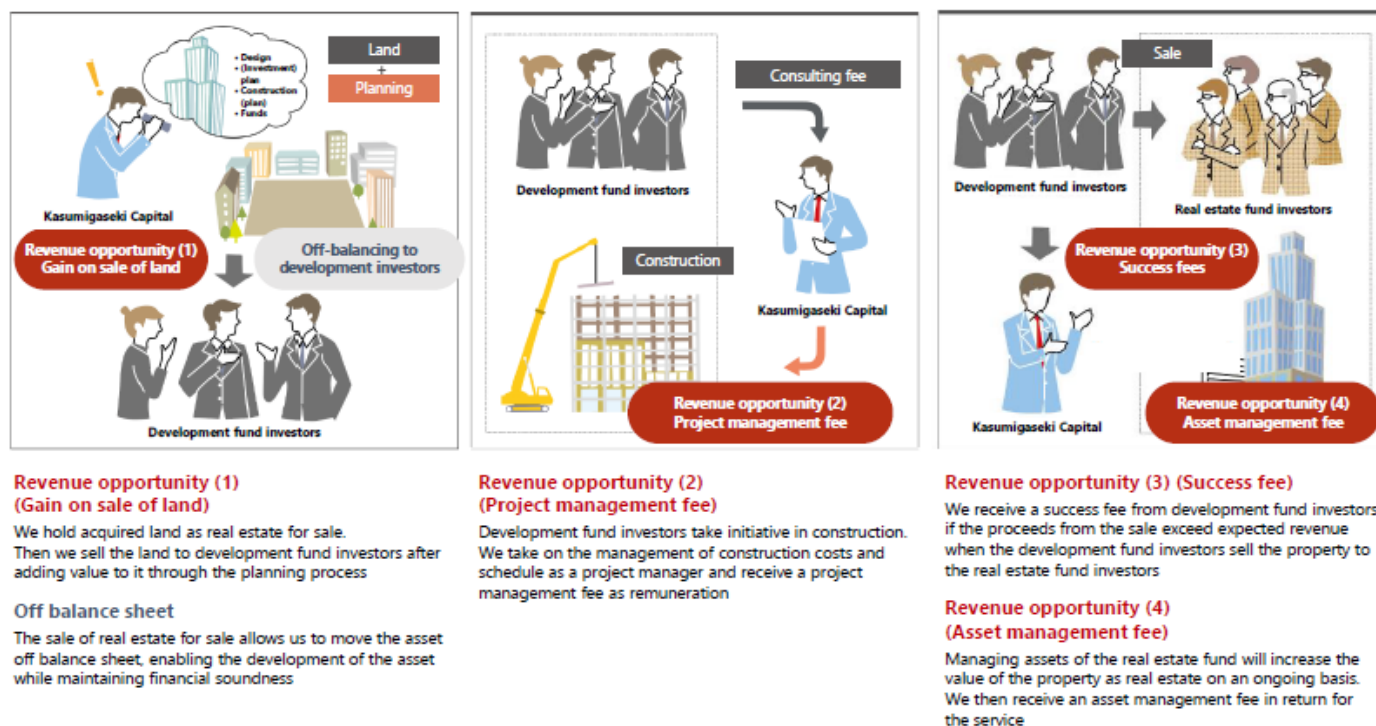 • Design
• (Investment)
plan
• Construction
(plan)
• Funds
Land
+
Planning
Kasumigaseki Capital
Revenue opportunity (1)
Gain on sale of land
Off-balancing to
development investors
Development fund investors
Consulting fee
Development fund investors
Construction
Kasumigaseki Capital
Revenue opportunity (2)
Project management fee
Sale
Development fund investors
Real estate fund investors
Revenue opportunity (3)
Success fees
Kasumigaseki Capital
Revenue opportunity (4)
Asset management fee
Revenue opportunity (1)
(Gain on sale of land)
We hold acquired land as real estate for sale.
Then we sell the land to development fund investors after
adding value to it through the planning process
Off balance sheet
The sale of real estate for sale allows us to move the asset
off balance sheet, enabling the development of the asset
while maintaining financial soundness
Revenue opportunity (2)
(Project management fee)
Development fund investors take initiative in construction.
We take on the management of construction costs and
schedule as a project manager and receive a project
management fee as remuneration
Revenue opportunity (3) (Success fee)
We receive a success fee from development fund investors
if the proceeds from the sale exceed expected revenue
when the development fund investors sell the property to
the real estate fund investors
Revenue opportunity (4)
(Asset management fee)
Managing assets of the real estate fund will increase the
value of the property as real estate on an ongoing basis.
We then receive an asset management fee in return for
the service